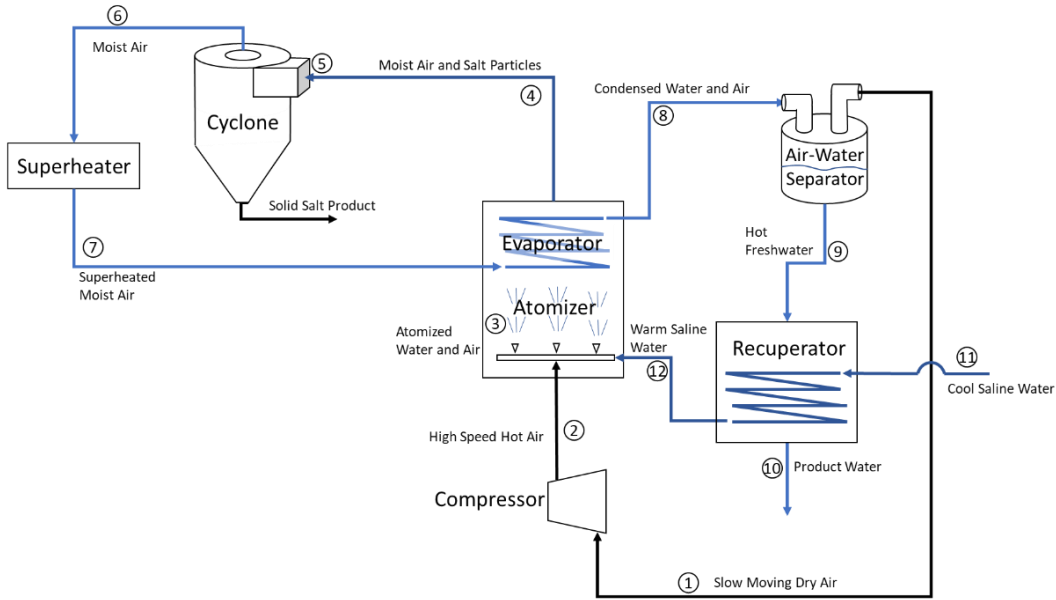 ⑥
Moist Air
⑤
Moist Air and Salt Particles
④
Condensed Water and Air
⑧
Cyclone
Superheater
Solid Salt Product
Air-Water
Separator
⑦
Superheated
Moist Air
Evaporator
Hot
Freshwater
⑨
Atomizer
③
Atomized
Water and Air
Warm Saline
Water
⑫
Recuperator
⑪
Cool Saline Water
High Speed Hot Air
②
⑩
Product Water
Compressor
①
Slow Moving Dry Air